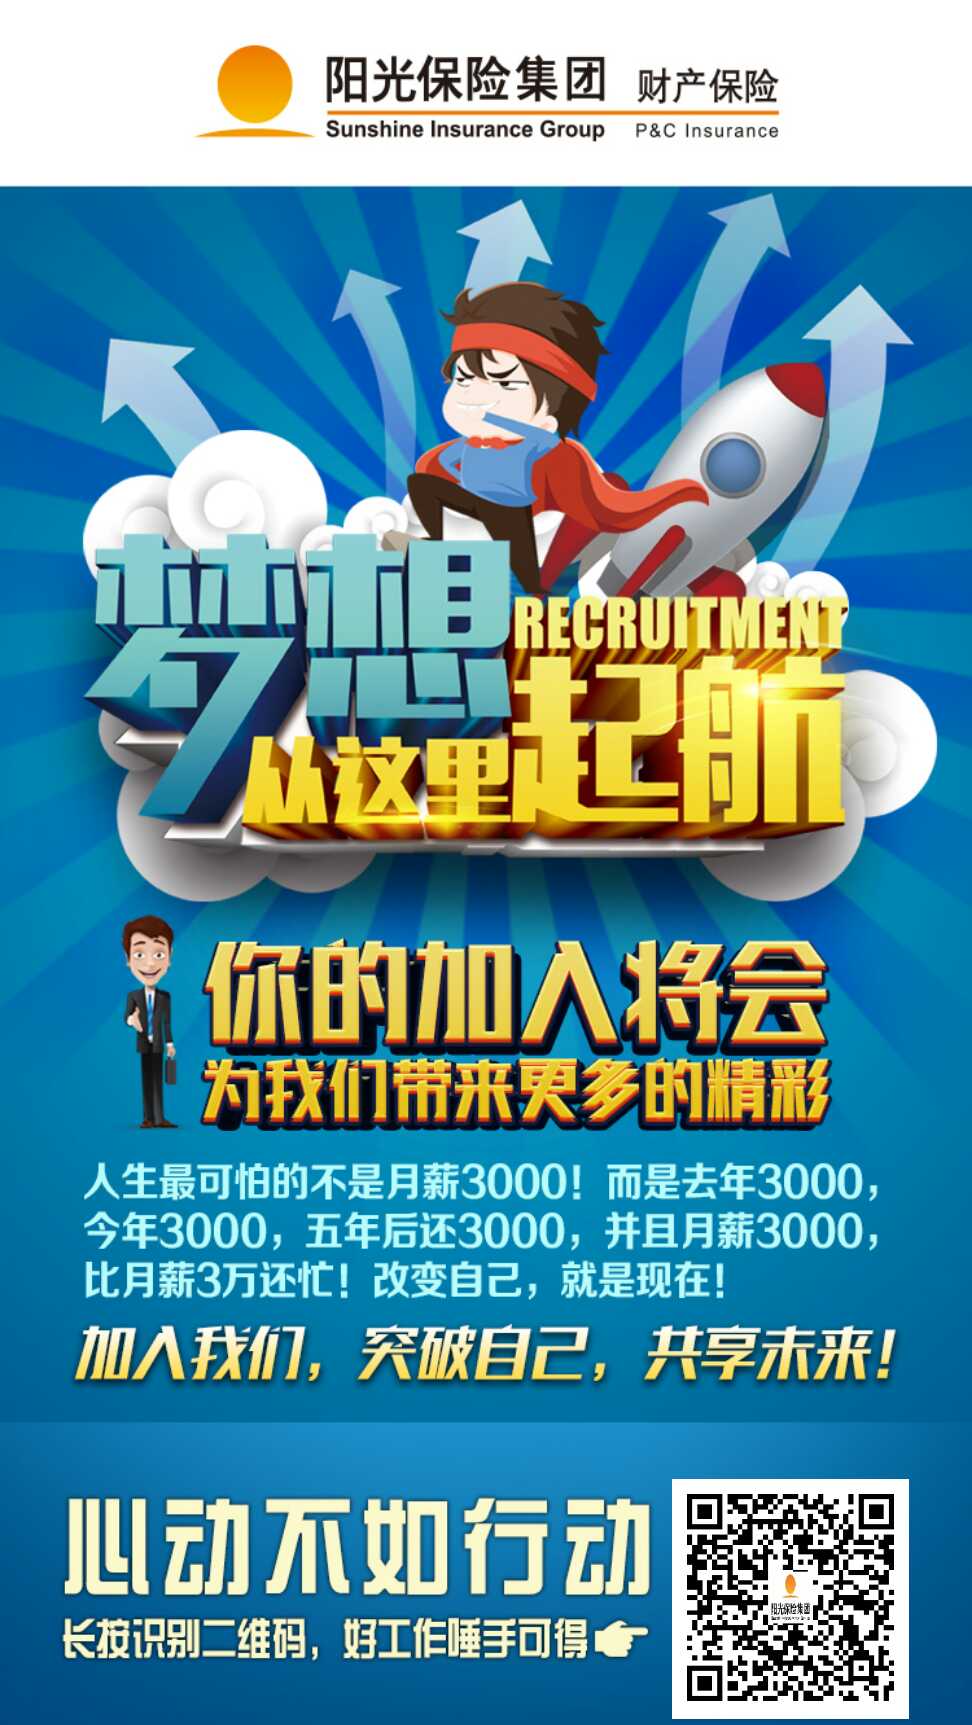 阳光保险集团 财产保险
Sunshine Insurance Group P&C Insurance
梦想
RECRUITMENT
从这里起航
你的加入将会
为我们带来更多的精彩
人生最可怕的不是月薪3000！而是去年3000，
今年3000，五年后还3000，并且月薪3000，
比月薪3万还忙！改变自己，就是现在！
加入我们，突破自己，共享未来！
心动不如行动
长按识别二维码，好工作唾手可得
阳光保险集团